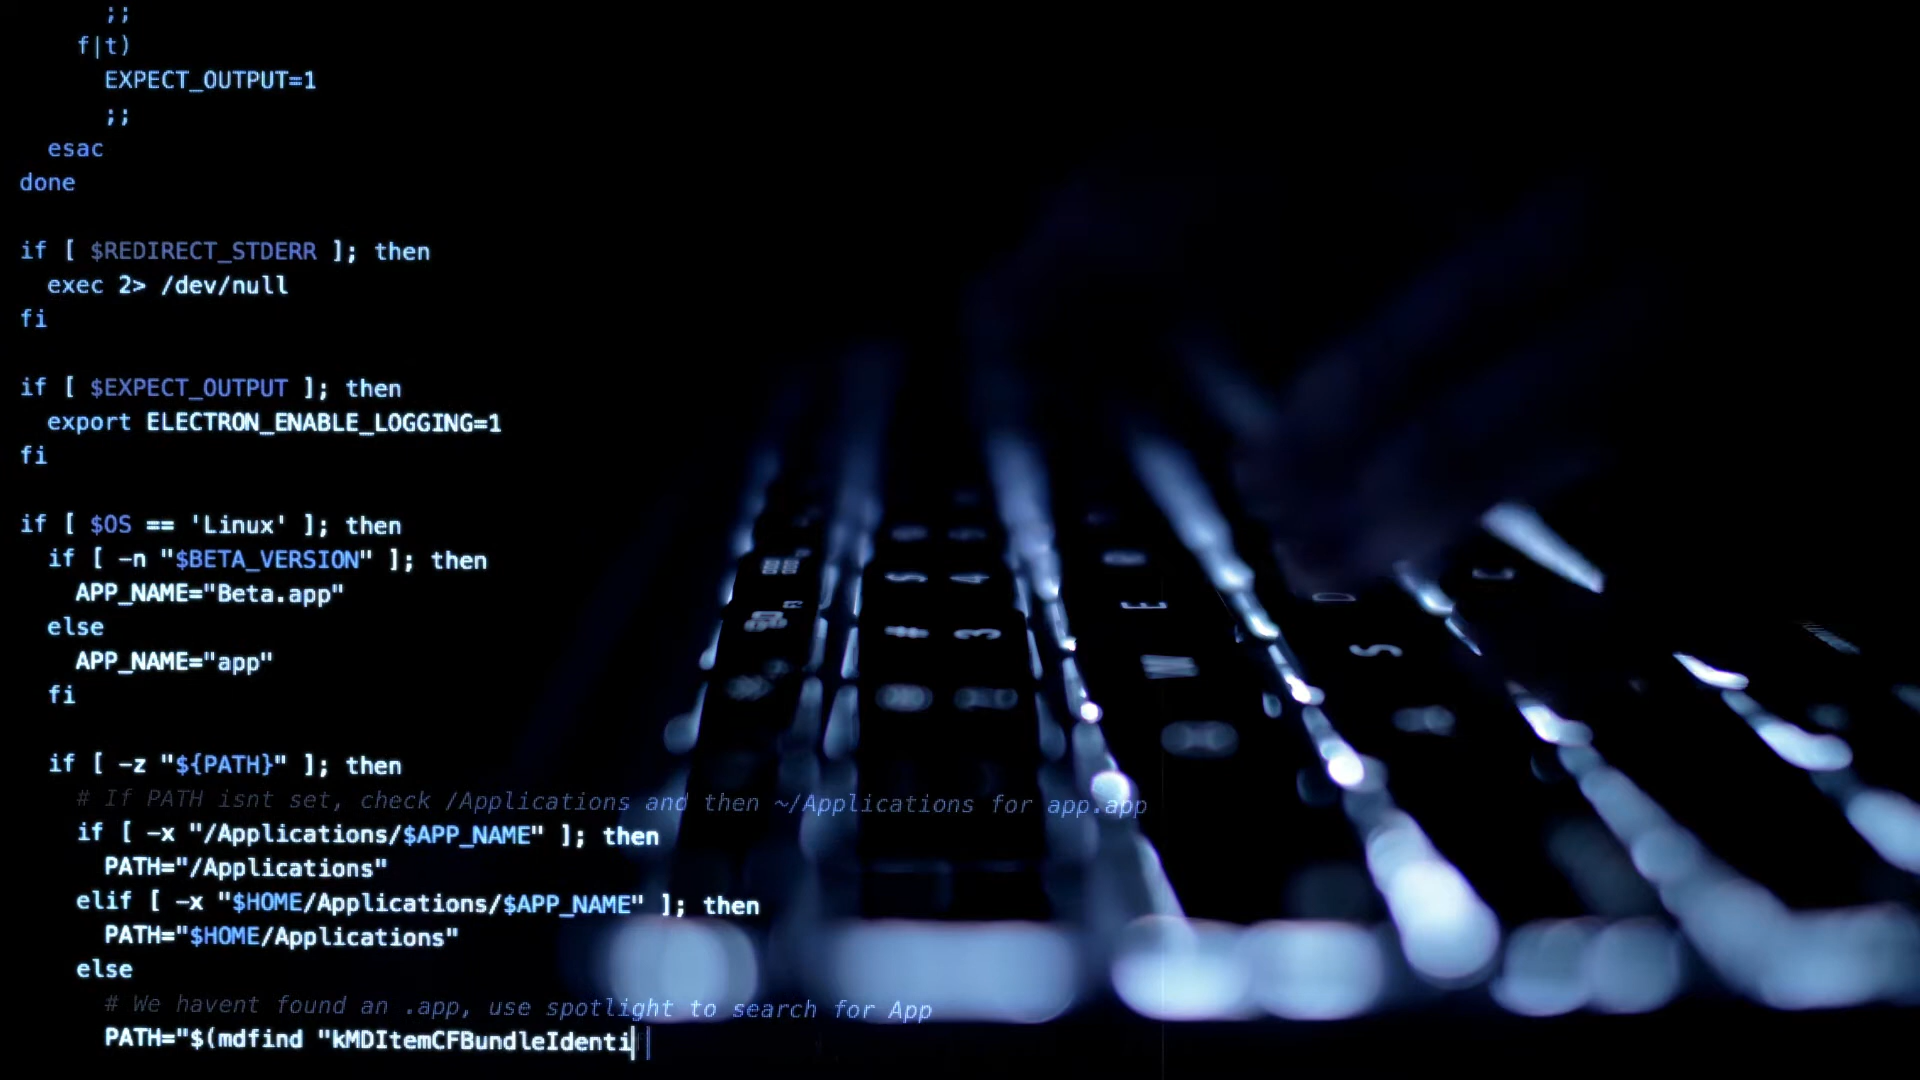 ;;
f|t)
EXPECT_OUTPUT=1
;;
esac
done
if [ $REDIRECT_STDERR ]; then
exec 2> /dev/null
fi
if [ $EXPECT_OUTPUT ]; then
export ELECTRON_ENABLE_LOGGING=1
fi
if [ $OS == 'Linux' ]; then
if [ -n "$BETA_VERSION" ]; then
APP_NAME="Beta.app"
else
APP_NAME="app"
fi
if [ -z "${PATH}" ]; then
# If PATH isnt set, check /Applications and then ~/Applications for app.app
if [ -x "/Applications/$APP_NAME" ]; then
PATH="/Applications"
elif [ -x "$HOME/Applications/$APP_NAME" ]; then
PATH="$HOME/Applications"
else
# We havent found an .app, use spotlight to search for App
PATH="$(mdfind "kMDItemCFBundleIdenti
# 3
5 4
E
W
S
D